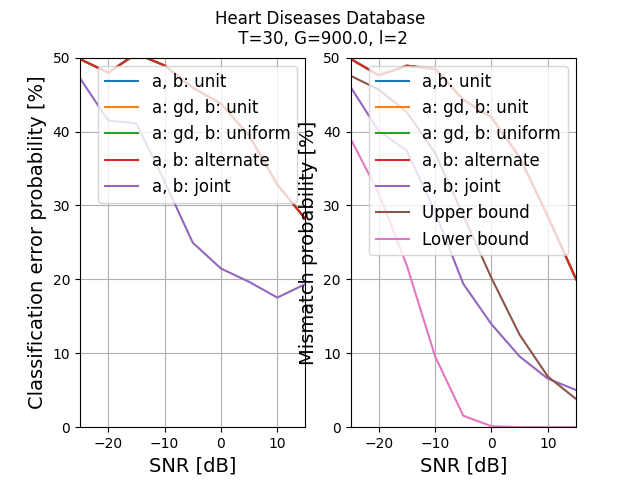 Heart Diseases Database
T=30, G=900.0, l=2
Classification error probability [%]
50
40
30
20
10
0
a, b: unit
a: gd, b: unit
a: gd, b: uniform
a, b: alternate
a, b: joint
−20
−10
0
10
SNR [dB]
Mismatch probability [%]
50
40
30
20
10
0
a,b: unit
a: gd, b: unit
a: gd, b: uniform
a, b: alternate
a, b: joint
Upper bound
Lower bound
−20
−10
0
10
SNR [dB]